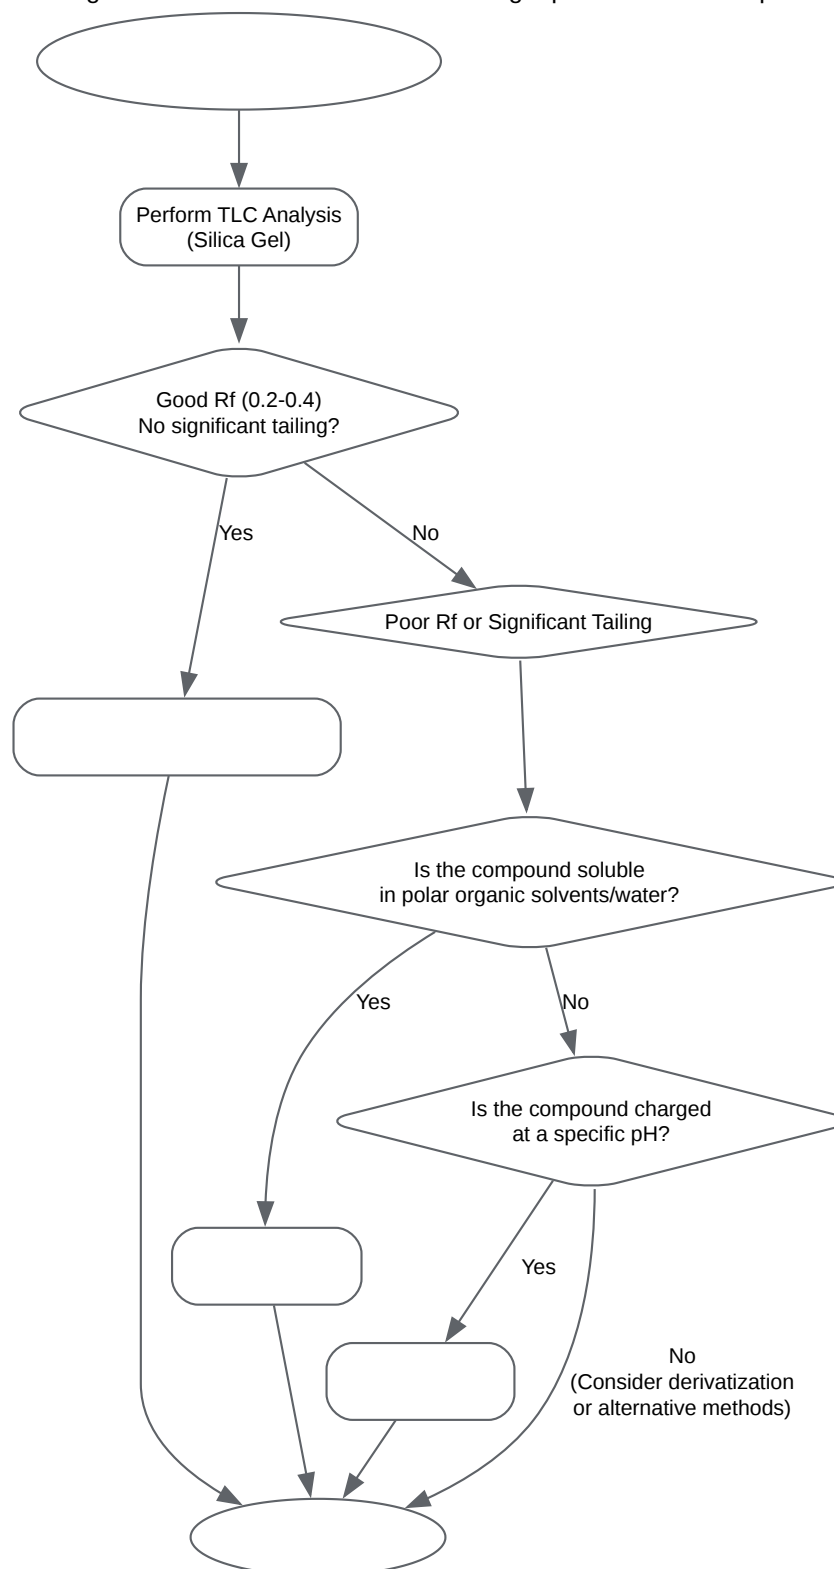 Perform TLC Analysis
(Silica Gel)
Good Rf (0.2-0.4)
No significant tailing?
Yes
No
Poor Rf or Significant Tailing
Is the compound soluble
in polar organic solvents/water?
Yes
No
Is the compound charged
at a specific pH?
Yes
No
(Consider derivatization
or alternative methods)